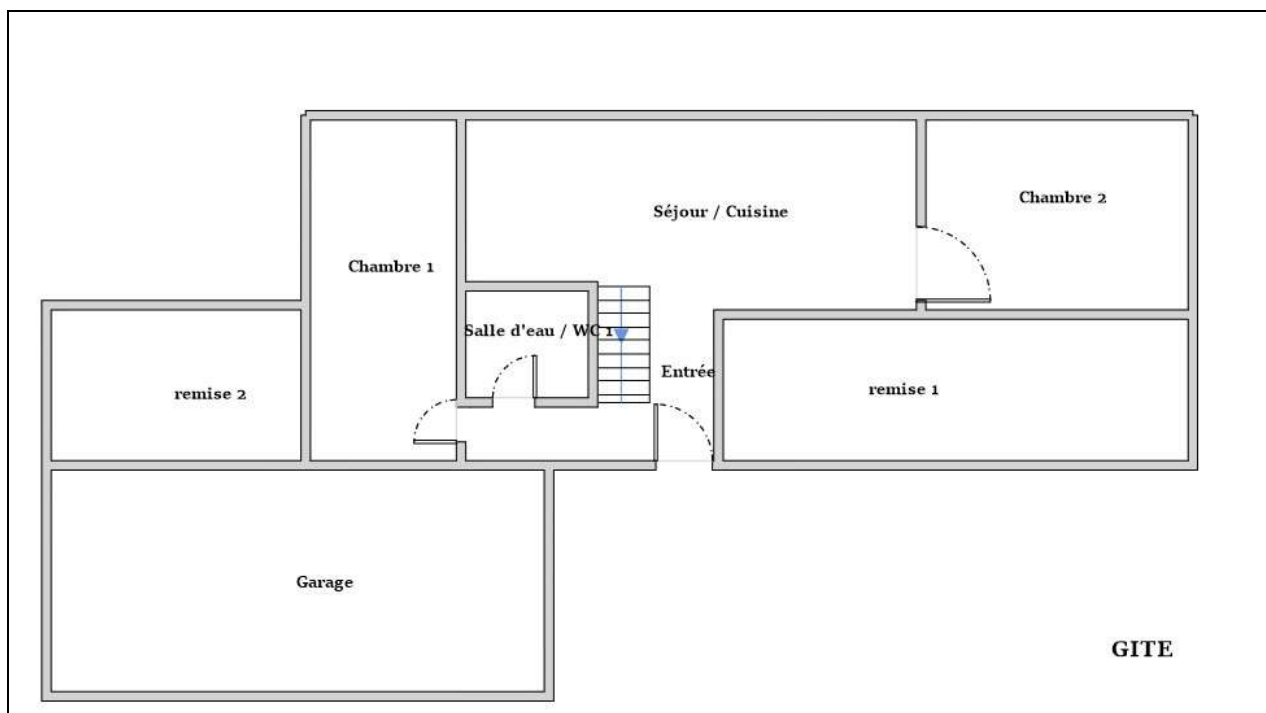 Chambre 2
Séjour / Cuisine
Chambre 1
Salle d'eau / WC 1
Entrée
remise 1
remise 2
Garage
GITE